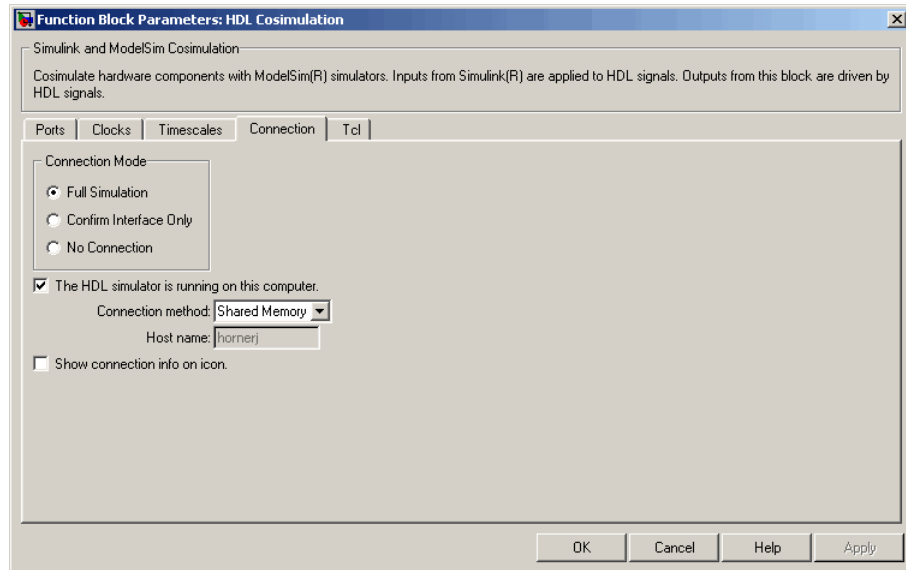 Function Block Parameters: HDL Cosimulation
Simulink and ModelSim Cosimulation
Cosimulate hardware components with ModelSim(R) simulators. Inputs from Simulink(R) are applied to HDL signals. Outputs from this block are driven by
HDL signals.
Ports Clocks Timescales Connection Tcl
Connection Mode
Full Simulation
Confirm Interface Only
No Connection
The HDL simulator is running on this computer.
Connection method: Shared Memory
Host name: hornerj
Show connection info on icon.
OK Cancel Help Apply